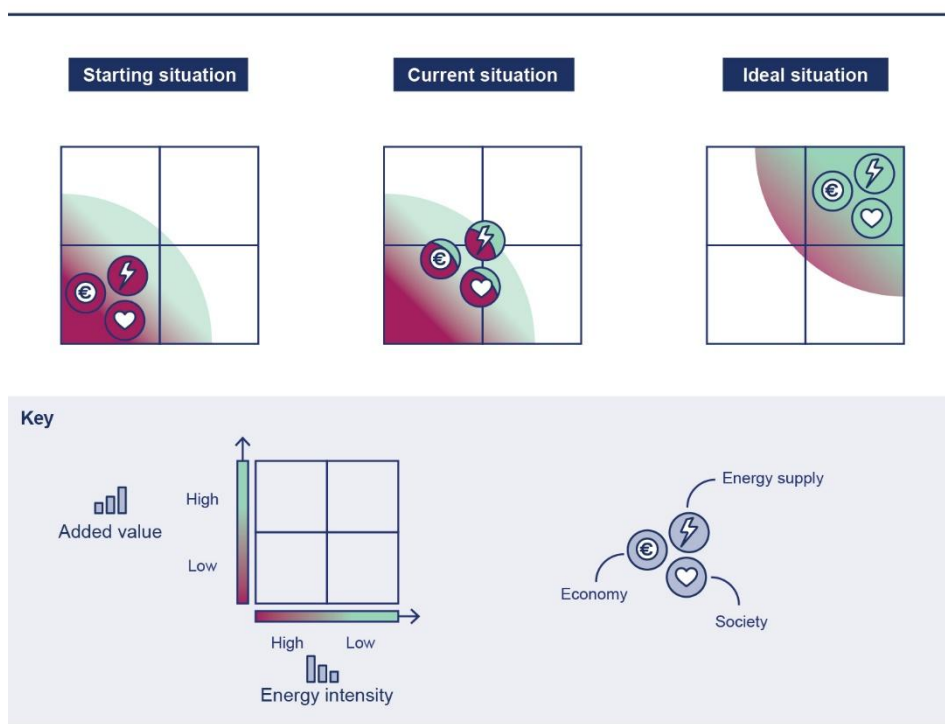 Starting situation
Current situation
Ideal situation
€
€
€
Key
Added value
High
Low
High
Low
Energy intensity
Energy supply
€
Economy
Society